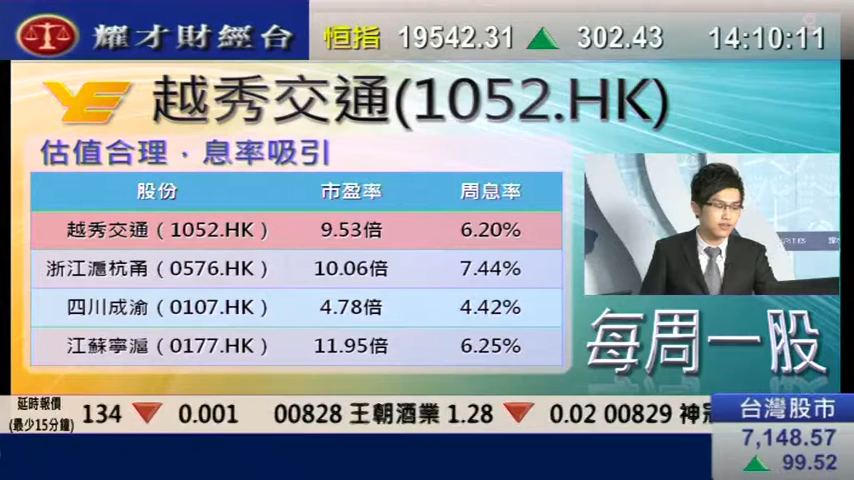 耀才財經台
恒指 19542.31 ▲ 302.43 14:10:11
越秀交通(1052.HK)
估值合理．息率吸引
股份 市盈率 周息率
越秀交通（1052.HK） 9.53倍 6.20%
浙江滬杭甬（0576.HK） 10.06倍 7.44%
四川成渝（0107.HK） 4.78倍 4.42%
江蘇寧滬（0177.HK） 11.95倍 6.25%
每周一股
延時報價
(最少15分鐘)
134 ▼ 0.001 00828 王朝酒業 1.28 ▼ 0.02 00829 神冠
台灣股市
7,148.57
▲ 99.52